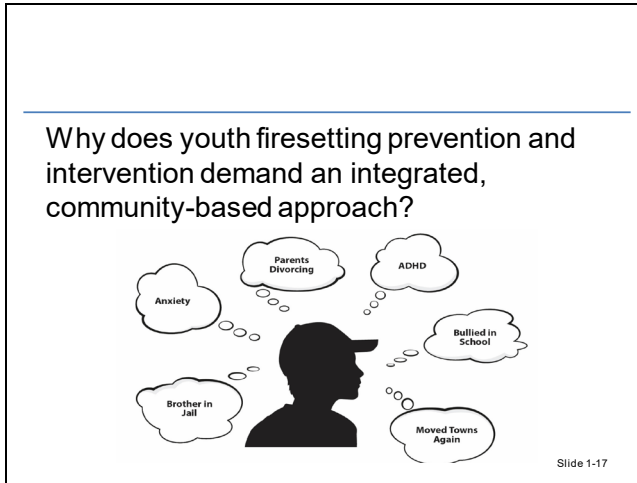 Why does youth firesetting prevention and
intervention demand an integrated,
community-based approach?
Parents
Divorcing
ADHD
Anxiety
Bullied in
School
Brother in
Jail
Moved Towns
Again
Slide 1-17